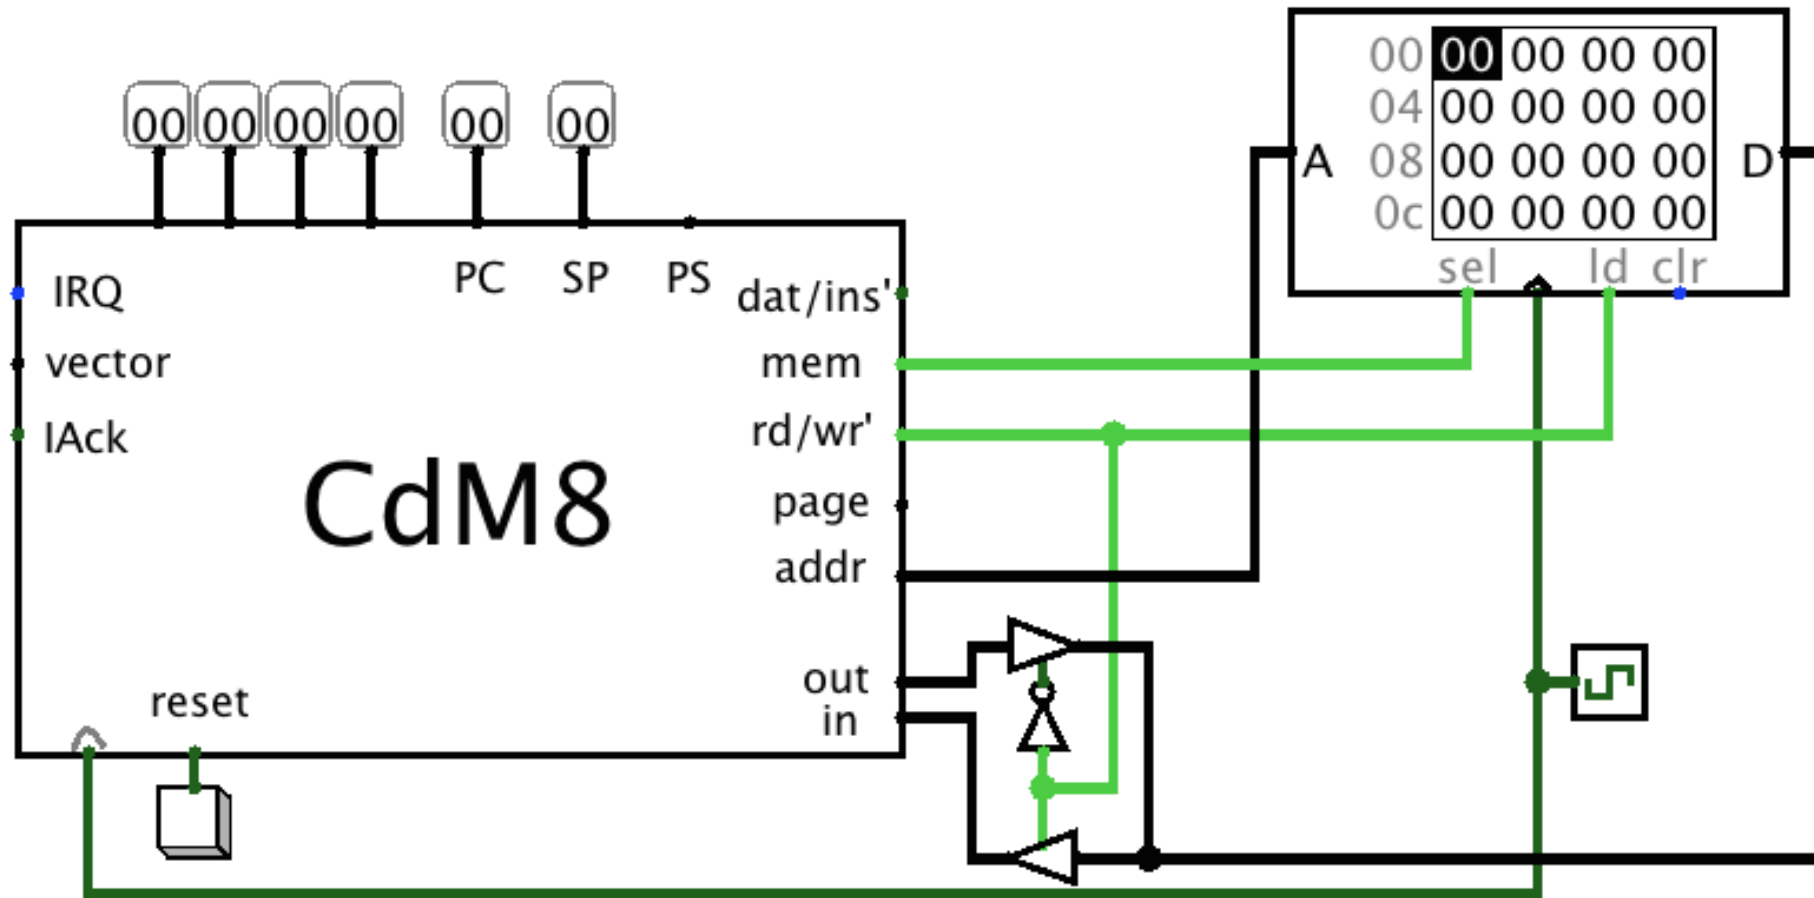 00 00 00 00 00 00
PC SP PS
IRQ
vector
IAck
CdM8
reset
dat/ins'
mem
rd/wr'
page
addr
out
in
A
00 00 00 00 00
04 00 00 00 00
08 00 00 00 00
0c 00 00 00 00
D
sel ld clr